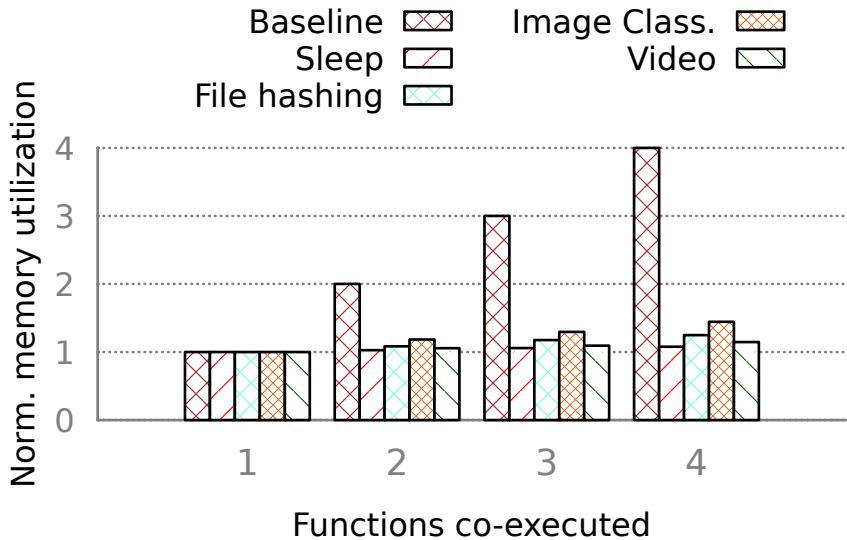 Baseline
Sleep
File hashing
Image Class.
Video
Norm. memory utilization
4
3
2
1
0
1 2 3 4
Functions co-executed